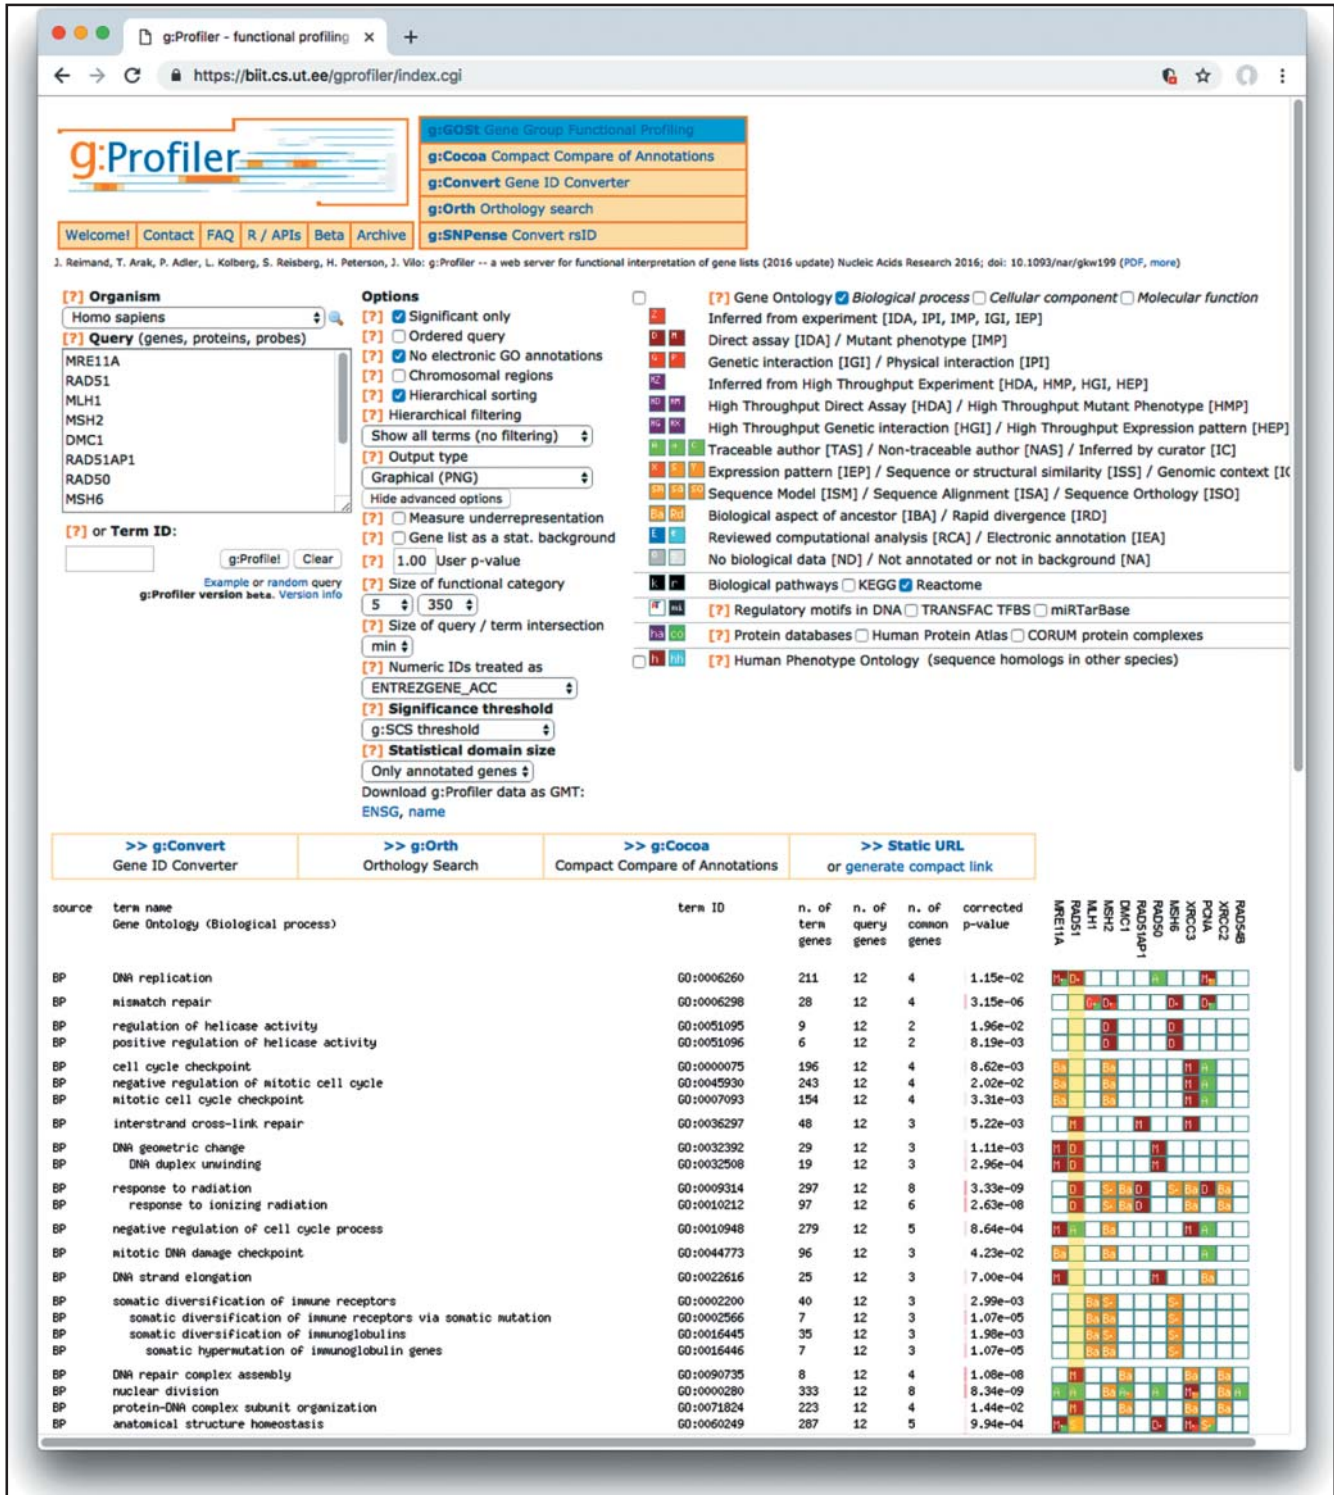 g:Profiler - functional profiling
https://biit.cs.ut.ee/gprofiler/index.cgi
g:Profiler
g:GOSt Gene Group Functional Profiling
g:Cocoa Compact Compare of Annotations
g:Convert Gene ID Converter
g:Orth Orthology search
g:SNPense Convert rsID
Welcome! Contact FAQ R / APIs Beta Archive
J. Reimand, T. Arak, P. Adler, L. Kolberg, S. Reisberg, H. Peterson, J. Vilo: g:Profiler -- a web server for functional interpretation of gene lists (2016 update) Nucleic Acids Research 2016; doi: 10.1093/nar/gkw199 (PDF, more)
[?] Organism
Homo sapiens
[?] Query (genes, proteins, probes)
MRE11A
RAD51
MLH1
MSH2
DMC1
RAD51AP1
RAD50
MSH6
[?] or Term ID:
g:Profile! Clear
Example or random query
g:Profiler version beta. Version info
Options
[?] Significant only
[?] Ordered query
[?] No electronic GO annotations
[?] Chromosomal regions
[?] Hierarchical sorting
[?] Hierarchical filtering
Show all terms (no filtering)
[?] Output type
Graphical (PNG)
Hide advanced options
[?] Measure underrepresentation
[?] Gene list as a stat. background
[?] 1.00 User p-value
[?] Size of functional category
5 350
[?] Size of query / term intersection
min
[?] Numeric IDs treated as
ENTREZGENE_ACC
[?] Significance threshold
g:SCS threshold
[?] Statistical domain size
Only annotated genes
Download g:Profiler data as GMT:
ENSG, name
[?] Gene Ontology Biological process Cellular component Molecular function
Inferred from experiment [IDA, IPI, IMP, IGI, IEP]
Direct assay [IDA] / Mutant phenotype [IMP]
Genetic interaction [IGI] / Physical interaction [IPI]
Inferred from High Throughput Experiment [HDA, HMP, HGI, HEP]
High Throughput Direct Assay [HDA] / High Throughput Mutant Phenotype [HMP]
High Throughput Genetic interaction [HGI] / High Throughput Expression pattern [HEP]
Traceable author [TAS] / Non-traceable author [NAS] / Inferred by curator [IC]
Expression pattern [IEP] / Sequence or structural similarity [ISS] / Genomic context [IG
Sequence Model [ISM] / Sequence Alignment [ISA] / Sequence Orthology [ISO]
Ba Rd Biological aspect of ancestor [IBA] / Rapid divergence [IRD]
Reviewed computational analysis [RCA] / Electronic annotation [IEA]
No biological data [ND] / Not annotated or not in background [NA]
k r Biological pathways KEGG Reactome
mi [?] Regulatory motifs in DNA TRANSFAC TFBS miRTarBase
ha co [?] Protein databases Human Protein Atlas CORUM protein complexes
h hh [?] Human Phenotype Ontology (sequence homologs in other species)
>> g:Convert
Gene ID Converter
>> g:Orth
Orthology Search
>> g:Cocoa
Compact Compare of Annotations
>> Static URL
or generate compact link
source term name term ID n. of term genes n. of query genes n. of common genes corrected p-value MRE11A RAD51 MLH1 MSH2 DMC1 RAD51AP1 RAD50 MSH6 XRCC3 PCNA XRCC2 RAD54B
Gene Ontology (Biological process)
BP DNA replication GO:0006260 211 12 4 1.15e-02
BP mismatch repair GO:0006298 28 12 4 3.15e-06
BP regulation of helicase activity GO:0051095 9 12 2 1.96e-02
BP positive regulation of helicase activity GO:0051096 6 12 2 8.19e-03
BP cell cycle checkpoint GO:0000075 196 12 4 8.62e-03
BP negative regulation of mitotic cell cycle GO:0045930 243 12 4 2.02e-02
BP mitotic cell cycle checkpoint GO:0007093 154 12 4 3.31e-03
BP interstrand cross-link repair GO:0036297 48 12 3 5.22e-03
BP DNA geometric change GO:0032392 29 12 3 1.11e-03
BP DNA duplex unwinding GO:0032508 19 12 3 2.96e-04
BP response to radiation GO:0009314 297 12 8 3.33e-09
BP response to ionizing radiation GO:0010212 97 12 6 2.63e-08
BP negative regulation of cell cycle process GO:0010948 279 12 5 8.64e-04
BP mitotic DNA damage checkpoint GO:0044773 96 12 3 4.23e-02
BP DNA strand elongation GO:0022616 25 12 3 7.00e-04
BP somatic diversification of immune receptors GO:0002200 40 12 3 2.99e-03
BP somatic diversification of immune receptors via somatic mutation GO:0002566 7 12 3 1.07e-05
BP somatic diversification of immunoglobulins GO:0016445 35 12 3 1.98e-03
BP somatic hypermutation of immunoglobulin genes GO:0016446 7 12 3 1.07e-05
BP DNA repair complex assembly GO:0090735 8 12 4 1.08e-08
BP nuclear division GO:0000280 333 12 8 8.34e-09
BP protein-DNA complex subunit organization GO:0071824 223 12 4 1.44e-02
BP anatomical structure homeostasis GO:0060249 287 12 5 9.94e-04